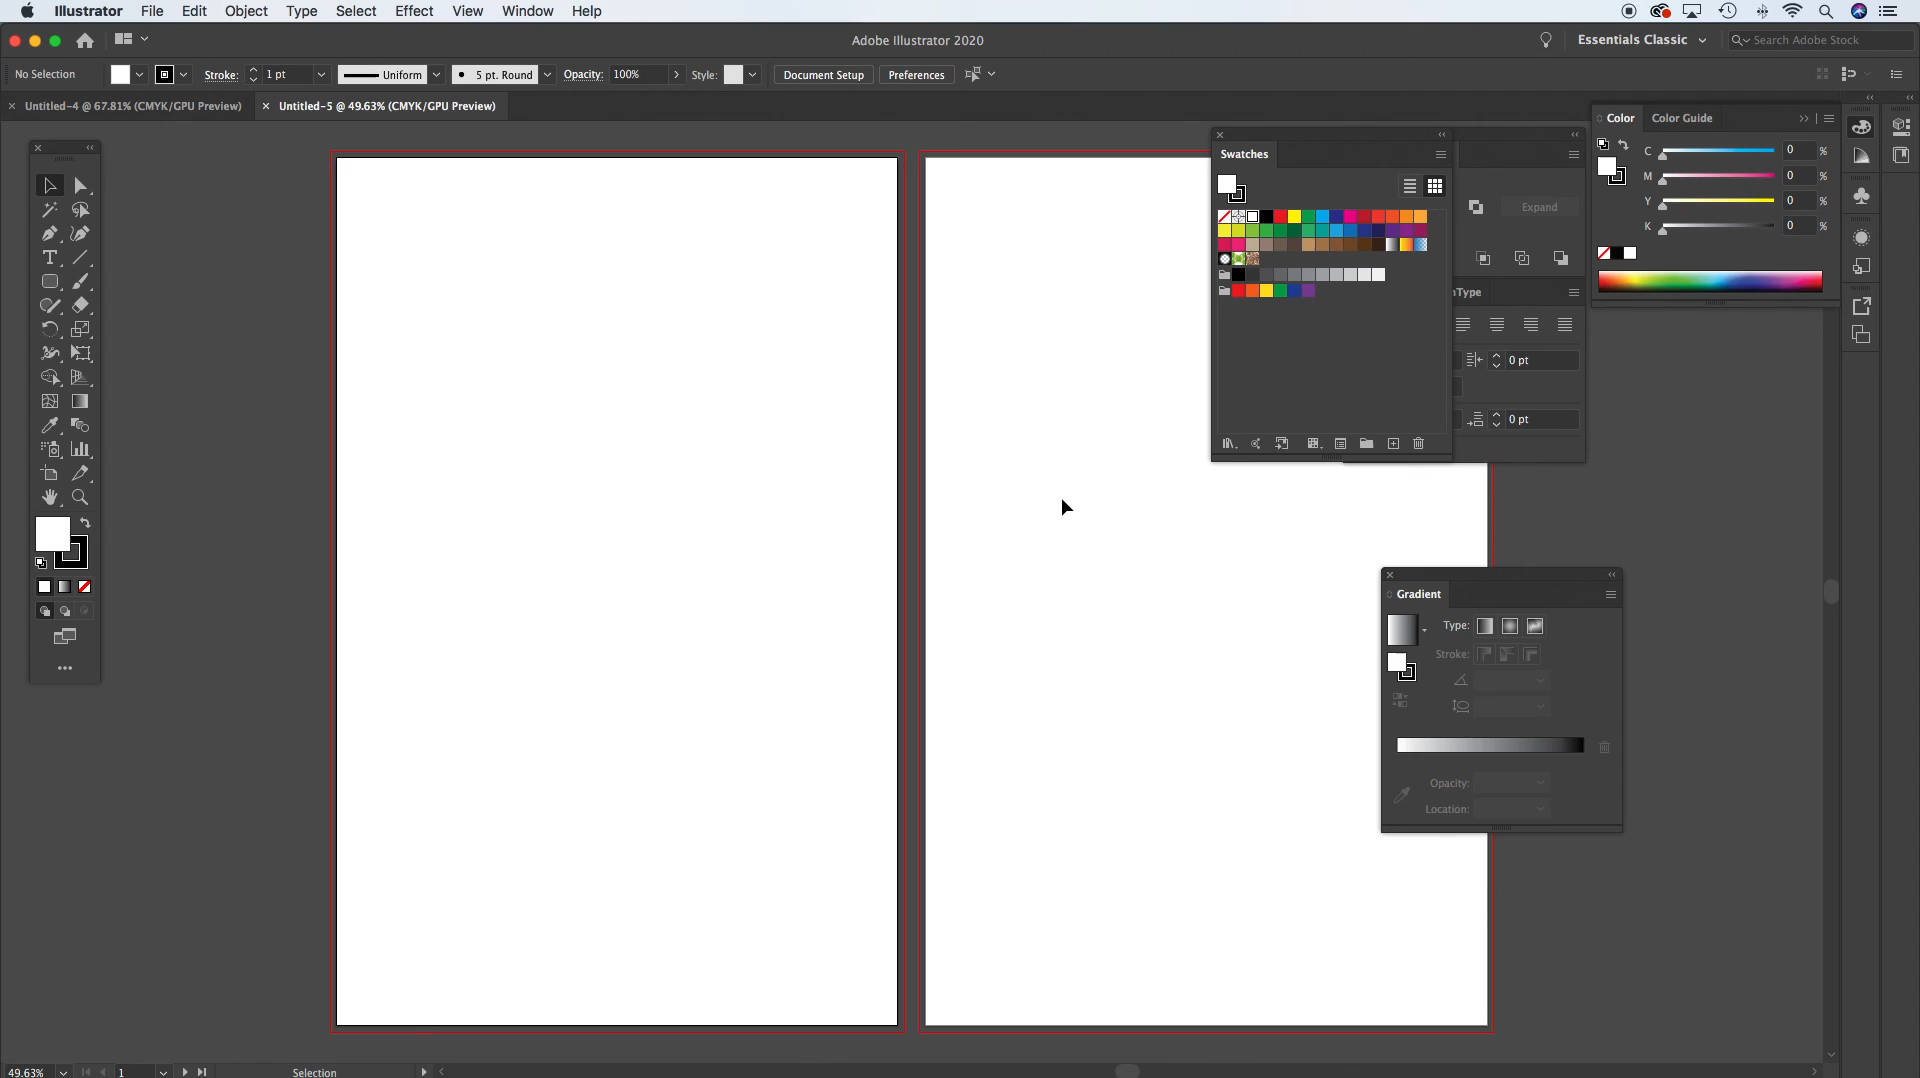 Illustrator File Edit Object Type Select Effect View Window Help
Adobe Illustrator 2020
Essentials Classic
Search Adobe Stock
No Selection
Stroke: 1 pt
Uniform
5 pt. Round
Opacity: 100%
Style:
Document Setup
Preferences
Untitled-4 @ 67.81% (CMYK/GPU Preview)
Untitled-5 @ 49.63% (CMYK/GPU Preview)
Color
Color Guide
C 0 %
M 0 %
Y 0 %
K 0 %
Swatches
Expand
nType
0 pt
0 pt
T
Gradient
Type:
Stroke:
Opacity:
Location:
49.63%
1
Selection